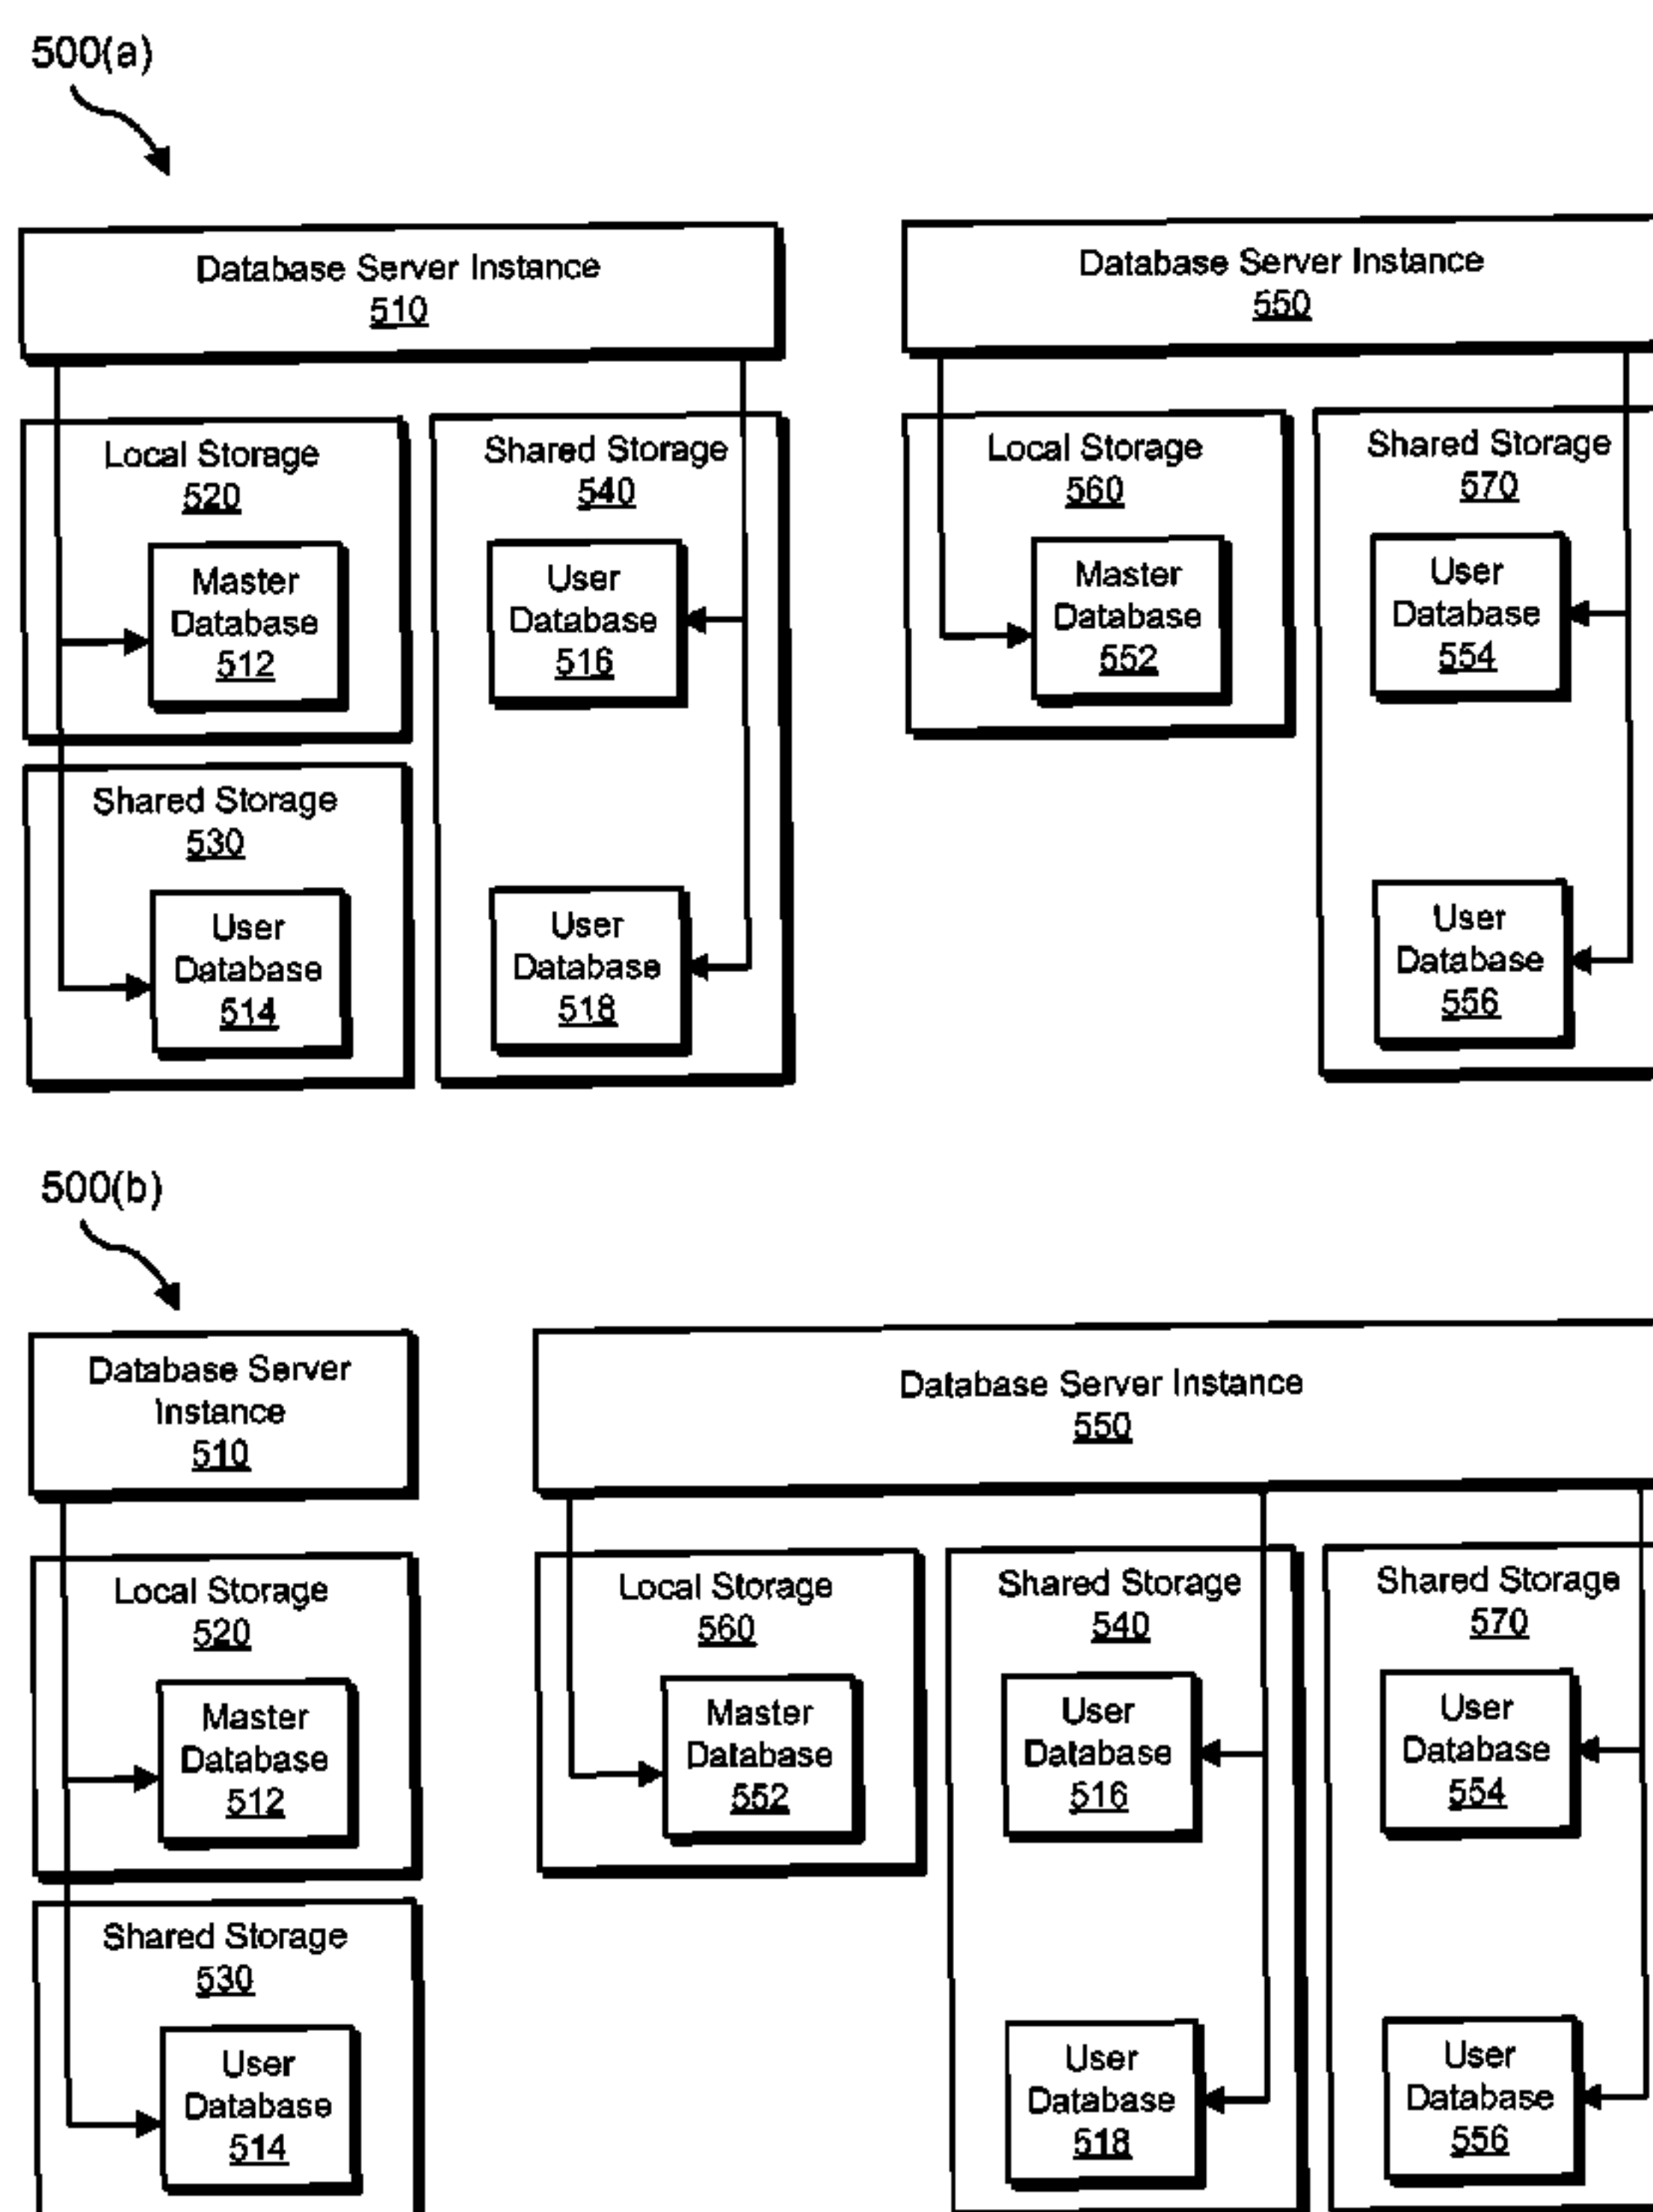 500(a)
Database Server Instance
510
Database Server Instance
550
Local Storage
520
Master
Database
512
Shared Storage
530
User
Database
514
Shared Storage
540
User
Database
516
User
Database
518
Local Storage
560
Master
Database
552
Shared Storage
570
User
Database
554
User
Database
556
500(b)
Database Server
Instance
510
Database Server Instance
550
Local Storage
520
Master
Database
512
Shared Storage
530
User
Database
514
Local Storage
560
Master
Database
552
Shared Storage
540
User
Database
516
User
Database
518
Shared Storage
570
User
Database
554
User
Database
556